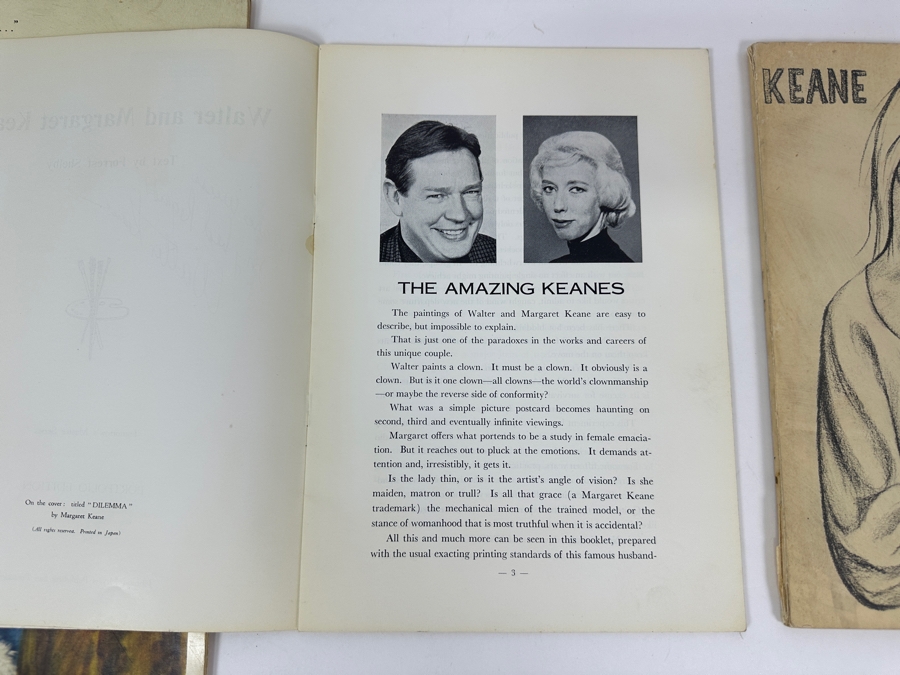 ..."
Walter and Margaret Kea
Text by
On the cover: titled "DILEMMA"
by Margaret Keane
(All rights reserved. Printed in Japan)
THE AMAZING KEANES
The paintings of Walter and Margaret Keane are easy to
describe, but impossible to explain.
That is just one of the paradoxes in the works and careers of
this unique couple.
Walter paints a clown. It must be a clown. It obviously is a
clown. But is it one clown—all clowns—the world's clownmanship
—or maybe the reverse side of conformity?
What was a simple picture postcard becomes haunting on
second, third and eventually infinite viewings.
Margaret offers what portends to be a study in female emacia-
tion. But it reaches out to pluck at the emotions. It demands at-
tention and, irresistibly, it gets it.
Is the lady thin, or is it the artist's angle of vision? Is she
maiden, matron or trull? Is all that grace (a Margaret Keane
trademark) the mechanical mien of the trained model, or the
stance of womanhood that is most truthful when it is accidental?
All this and much more can be seen in this booklet, prepared
with the usual exacting printing standards of this famous husband-
— 3 —
KEANE